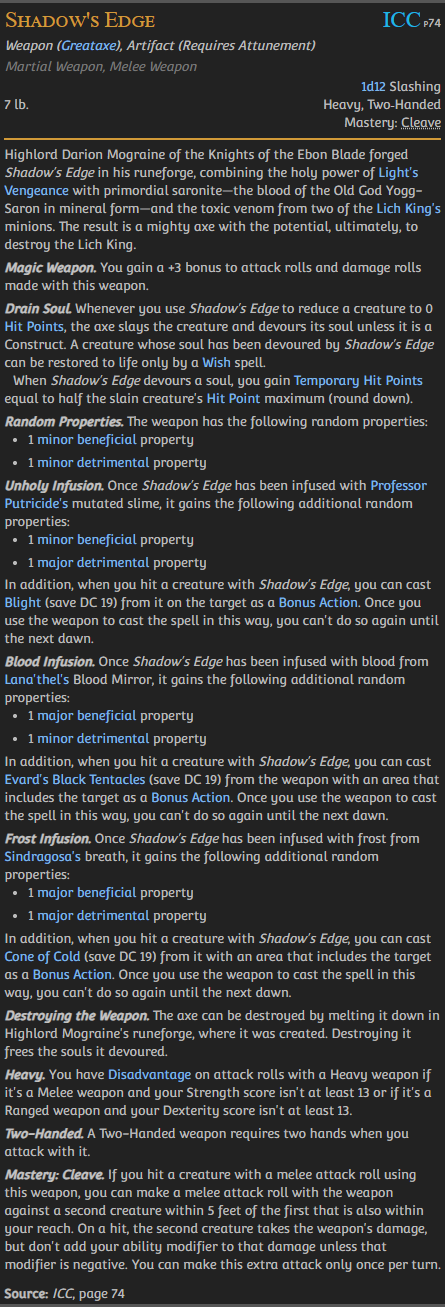 Shadow's Edge ICC p74
Weapon (Greataxe), Artifact (Requires Attunement)
Martial Weapon, Melee Weapon
1d12 Slashing
7 lb. Heavy, Two-Handed
Mastery: Cleave
Highlord Darion Mograine of the Knights of the Ebon Blade forged
Shadow's Edge in his runeforge, combining the holy power of Light's
Vengeance with primordial saronite—the blood of the Old God Yogg-
Saron in mineral form—and the toxic venom from two of the Lich King's
minions. The result is a mighty axe with the potential, ultimately, to
destroy the Lich King.
Magic Weapon. You gain a +3 bonus to attack rolls and damage rolls
made with this weapon.
Drain Soul. Whenever you use Shadow's Edge to reduce a creature to 0
Hit Points, the axe slays the creature and devours its soul unless it is a
Construct. A creature whose soul has been devoured by Shadow's Edge
can be restored to life only by a Wish spell.
When Shadow's Edge devours a soul, you gain Temporary Hit Points
equal to half the slain creature's Hit Point maximum (round down).
Random Properties. The weapon has the following random properties:
• 1 minor beneficial property
• 1 minor detrimental property
Unholy Infusion. Once Shadow's Edge has been infused with Professor
Putricide's mutated slime, it gains the following additional random
properties:
• 1 minor beneficial property
• 1 major detrimental property
In addition, when you hit a creature with Shadow's Edge, you can cast
Blight (save DC 19) from it on the target as a Bonus Action. Once you
use the weapon to cast the spell in this way, you can't do so again until
the next dawn.
Blood Infusion. Once Shadow's Edge has been infused with blood from
Lana'thel's Blood Mirror, it gains the following additional random
properties:
• 1 major beneficial property
• 1 minor detrimental property
In addition, when you hit a creature with Shadow's Edge, you can cast
Evard's Black Tentacles (save DC 19) from the weapon with an area that
includes the target as a Bonus Action. Once you use the weapon to cast
the spell in this way, you can't do so again until the next dawn.
Frost Infusion. Once Shadow's Edge has been infused with frost from
Sindragosa's breath, it gains the following additional random
properties:
• 1 major beneficial property
• 1 major detrimental property
In addition, when you hit a creature with Shadow's Edge, you can cast
Cone of Cold (save DC 19) from it with an area that includes the target
as a Bonus Action. Once you use the weapon to cast the spell in this
way, you can't do so again until the next dawn.
Destroying the Weapon. The axe can be destroyed by melting it down in
Highlord Mograine's runeforge, where it was created. Destroying it
frees the souls it devoured.
Heavy. You have Disadvantage on attack rolls with a Heavy weapon if
it's a Melee weapon and your Strength score isn't at least 13 or if it's a
Ranged weapon and your Dexterity score isn't at least 13.
Two-Handed. A Two-Handed weapon requires two hands when you
attack with it.
Mastery: Cleave. If you hit a creature with a melee attack roll using
this weapon, you can make a melee attack roll with the weapon
against a second creature within 5 feet of the first that is also within
your reach. On a hit, the second creature takes the weapon's damage,
but don't add your ability modifier to that damage unless that
modifier is negative. You can make this extra attack only once per turn.
Source: ICC, page 74